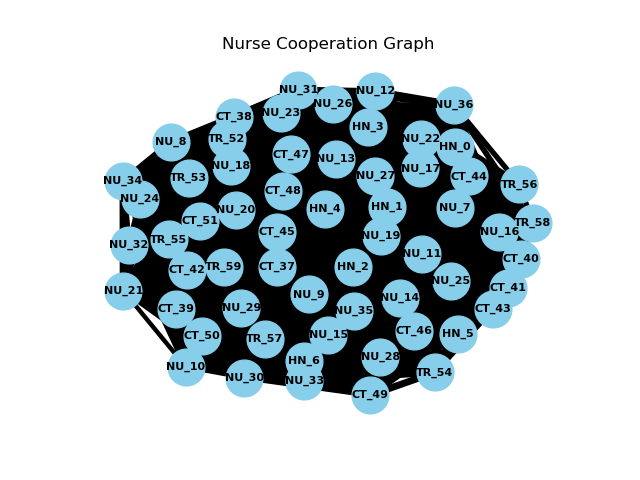 Nurse Cooperation Graph
NU_31
NU_12
NU_26
NU_36
NU_23
CT_38
HN_3
TR_52
NU_22
NU_8
HN_0
CT_47
NU_13
NU_18
NU_17
NU_27
CT_44
TR_53
NU_34
TR_56
CT_48
NU_24
HN_1
HN_4
NU_20
NU_7
CT_51
TR_58
CT_45
NU_16
NU_19
TR_55
NU_32
NU_11
CT_40
CT_42
TR_59
CT_37
HN_2
NU_25
CT_41
NU_21
NU_9
NU_14
CT_39
NU_29
NU_35
CT_43
CT_50
TR_57
NU_15
CT_46
HN_5
HN_6
NU_28
NU_10
TR_54
NU_30
NU_33
CT_49